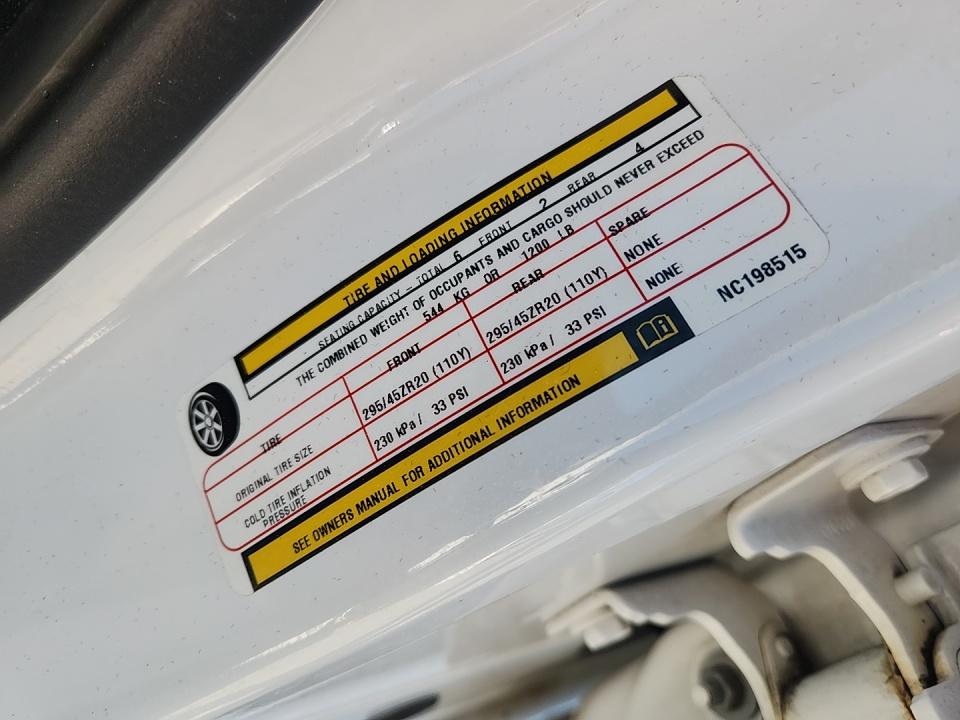 TIRE AND LOADING INFORMATION
SEATING CAPACITY - TOTAL 6 FRONT 2 REAR 4
THE COMBINED WEIGHT OF OCCUPANTS AND CARGO SHOULD NEVER EXCEED
544 KG OR 1200 LB
TIRE FRONT REAR SPARE
ORIGINAL TIRE SIZE 295/45ZR20 (110Y) 295/45ZR20 (110Y) NONE
COLD TIRE INFLATION
PRESSURE 230 kPa / 33 PSI 230 kPa / 33 PSI NONE
SEE OWNERS MANUAL FOR ADDITIONAL INFORMATION
NC198515